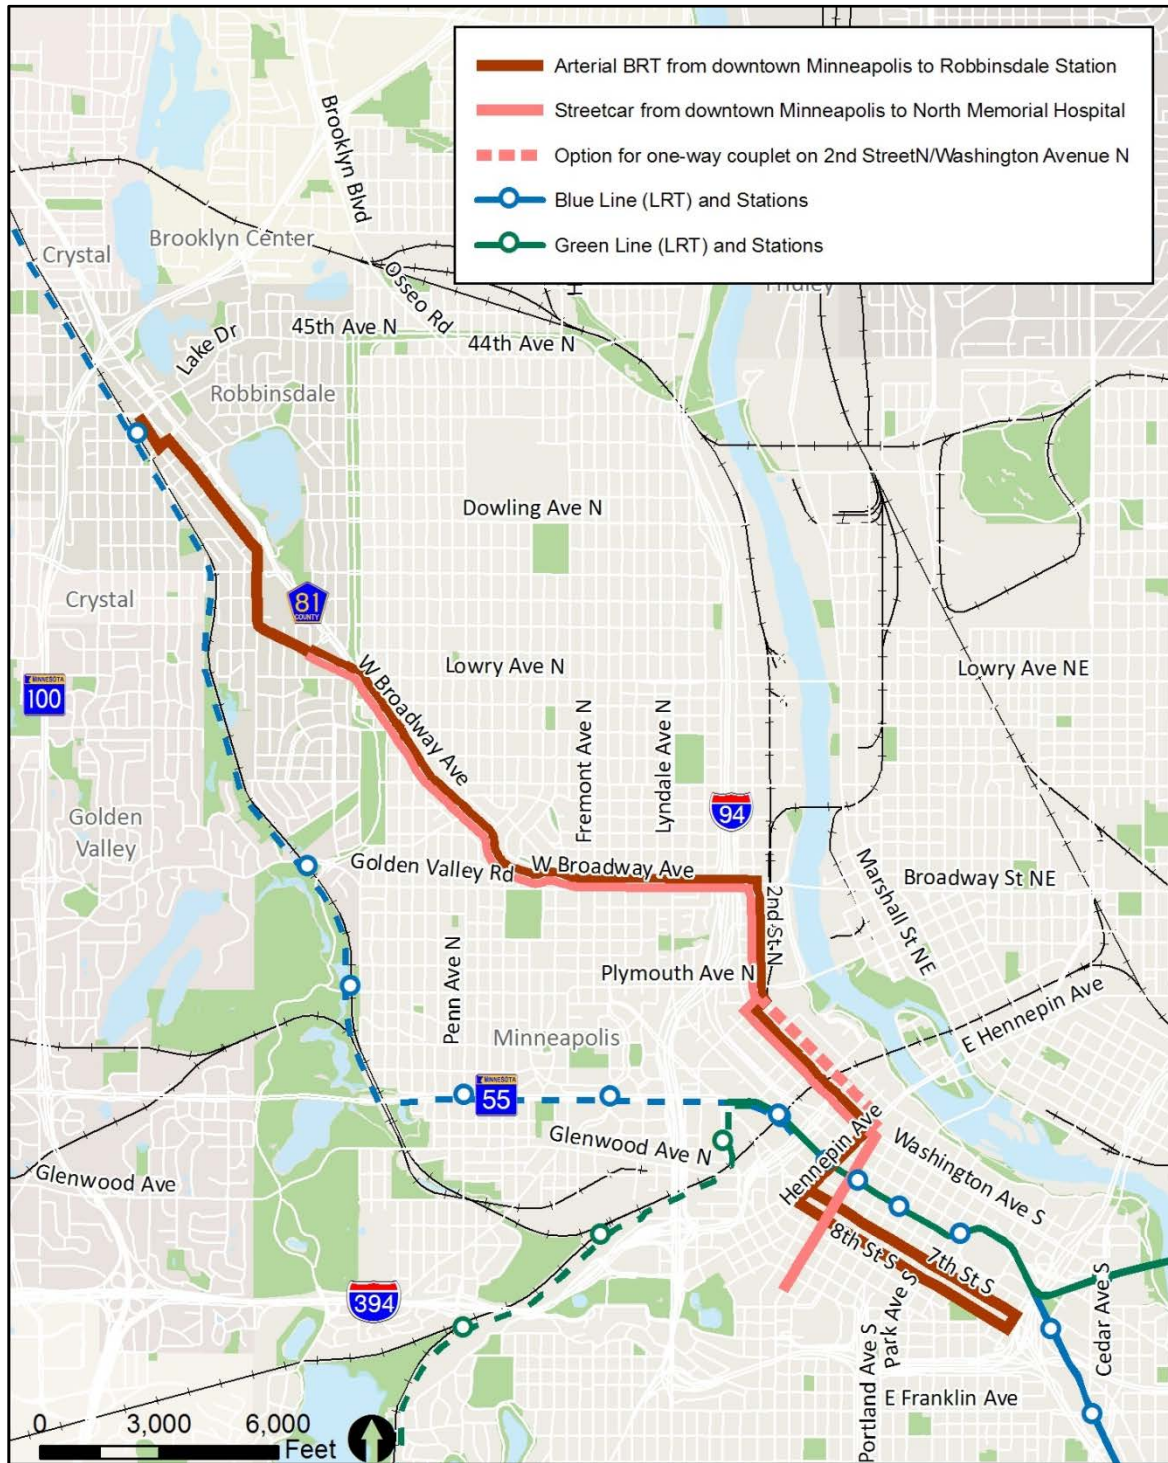 Arterial BRT from downtown Minneapolis to Robbinsdale Station
Streetcar from downtown Minneapolis to North Memorial Hospital
Option for one-way couplet on 2nd StreetN/Washington Avenue N
Blue Line (LRT) and Stations
Green Line (LRT) and Stations
Brooklyn Blvd
Crystal
Brooklyn Center
Osseo Rd
Lake Dr
45th Ave N
44th Ave N
Robbinsdale
Dowling Ave N
Crystal
81
COUNTY
MINNESOTA
100
W Broadway Ave
Lowry Ave N
Lowry Ave NE
Fremont Ave N
Lyndale Ave N
94
Golden
Valley
Golden Valley Rd
W Broadway Ave
2nd St N
Marshall St NE
Broadway St NE
Penn Ave N
Plymouth Ave N
Minneapolis
E Hennepin Ave
MINNESOTA
55
Glenwood Ave N
Glenwood Ave
Hennepin Ave
Washington Ave S
8th St S
7th St S
394
Park Ave S
Portland Ave S
Cedar Ave S
E Franklin Ave
0 3,000 6,000
Feet